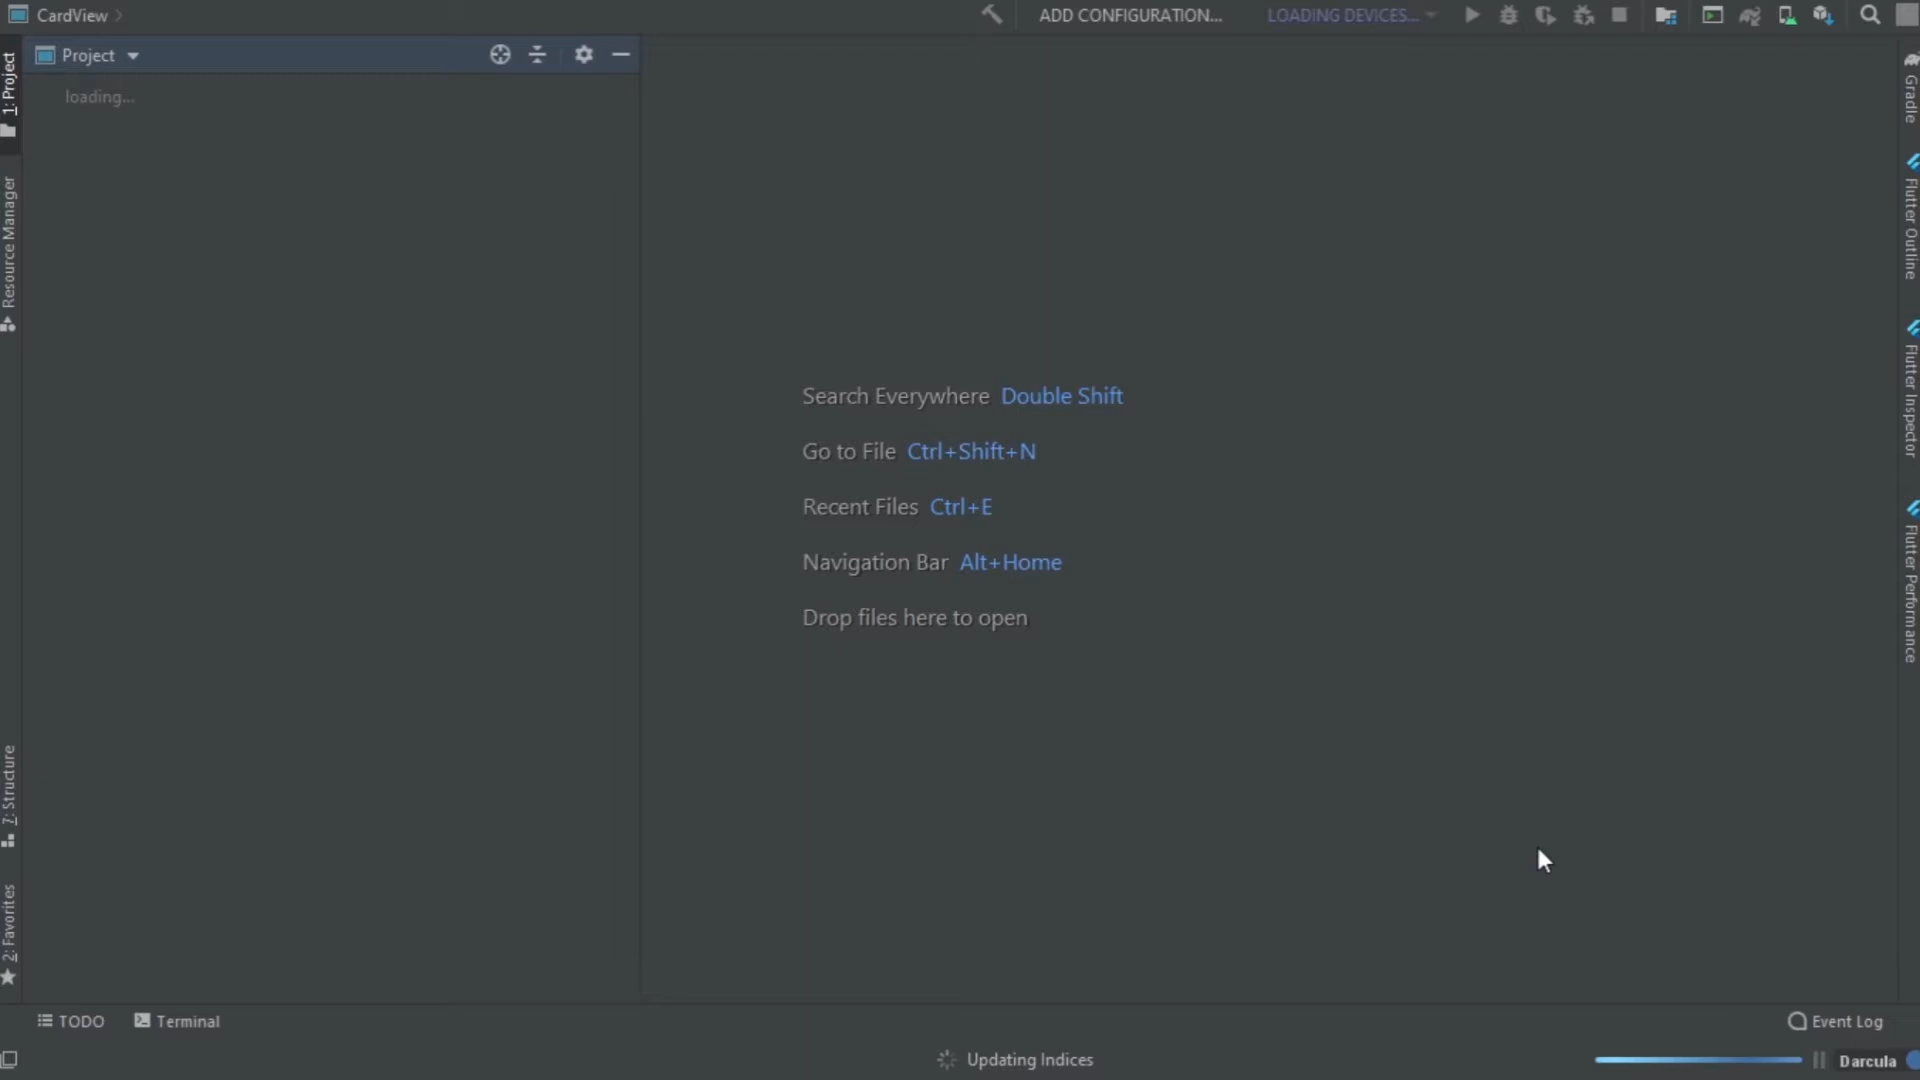 CardView
ADD CONFIGURATION...
LOADING DEVICES...
Project
loading...
1: Project
Resource Manager
7: Structure
2: Favorites
Search Everywhere Double Shift
Go to File Ctrl+Shift+N
Recent Files Ctrl+E
Navigation Bar Alt+Home
Drop files here to open
Gradle
Flutter Outline
Flutter Inspector
Flutter Performance
TODO
Terminal
Event Log
Updating Indices
Darcula